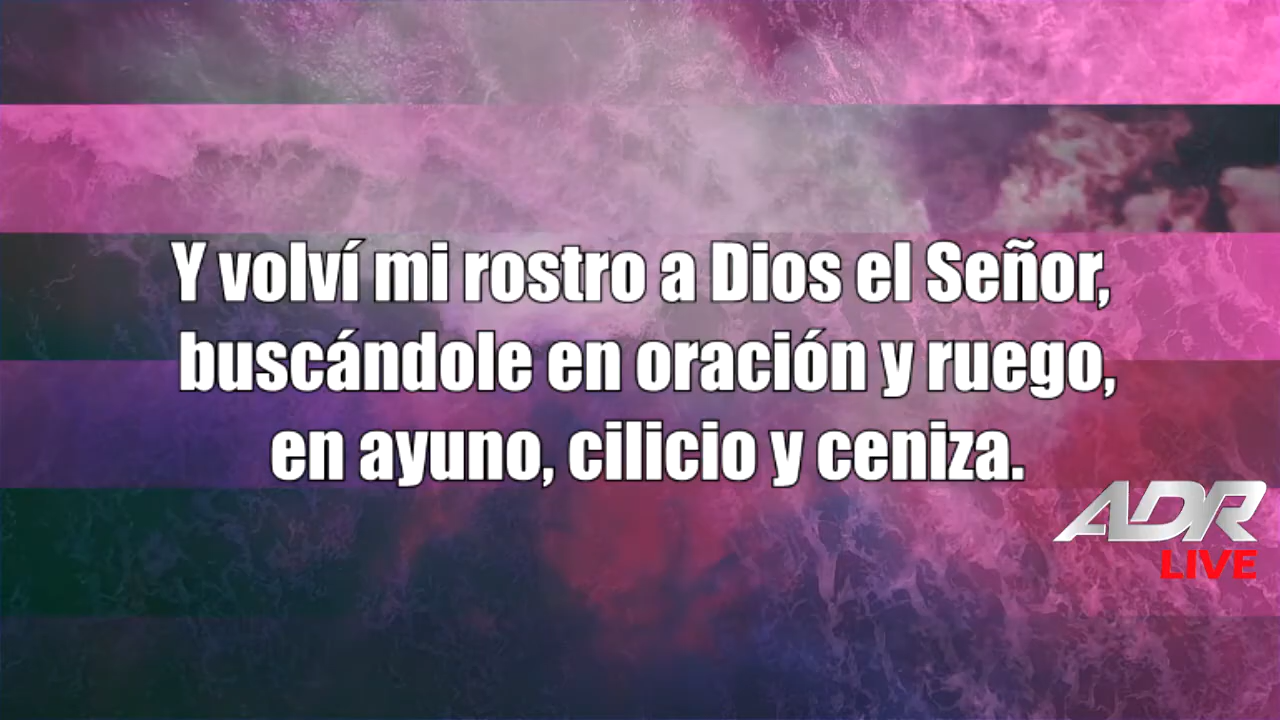 Y volví mi rostro a Dios el Señor,
buscándole en oración y ruego,
en ayuno, cilicio y ceniza.
ADR
LIVE